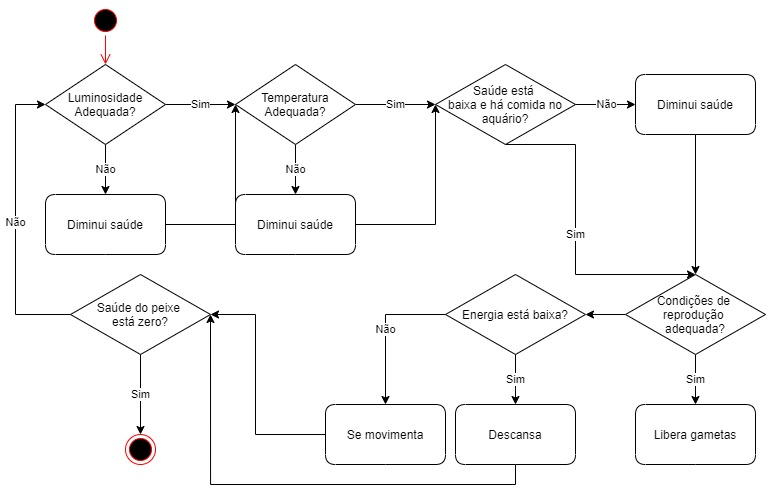 Luminosidade
Adequada?
Sim
Temperatura
Adequada?
Sim
Saúde está
baixa e há comida no
aquário?
Não
Diminui saúde
Não
Não
Diminui saúde
Diminui saúde
Não
Sim
Saúde do peixe
está zero?
Energia está baixa?
Condições de
reprodução
adequada?
Não
Sim
Sim
Sim
Se movimenta
Descansa
Libera gametas